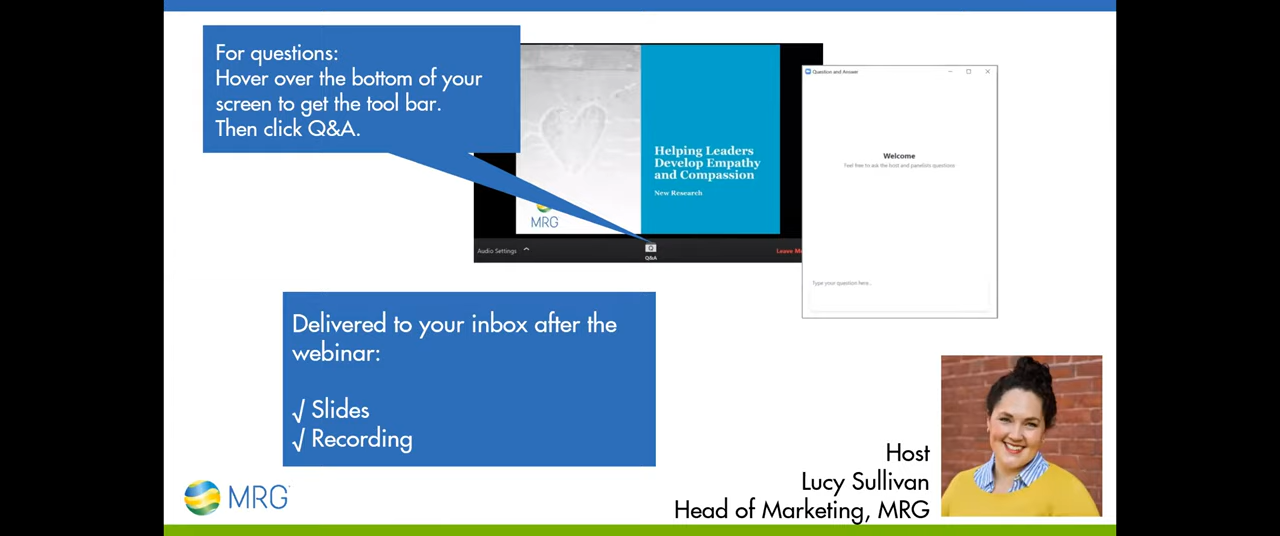 For questions:
Hover over the bottom of your
screen to get the tool bar.
Then click Q&A.
Helping Leaders
Develop Empathy
and Compassion
New Research
MRG
Audio Settings
Q&A
Leave M
Question and Answer
Welcome
Feel free to ask the host and panelists questions
Type your question here...
Delivered to your inbox after the
webinar:
√ Slides
√ Recording
Host
Lucy Sullivan
Head of Marketing, MRG
MRG